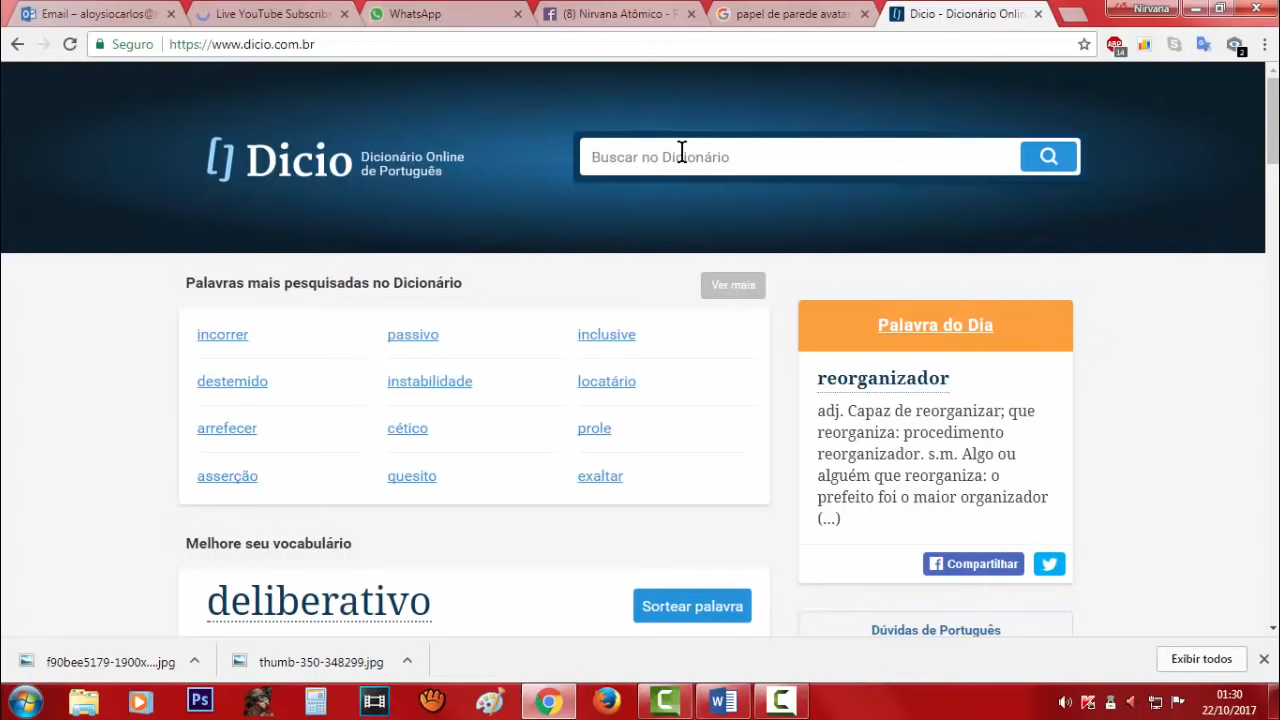 Email – aloysiocarlos@
Live YouTube Subscribe
WhatsApp
(8) Nirvana Atômico - F
papel de parede avatar
Dicio - Dicionário Onlin
Nirvana
Seguro
https://www.dicio.com.br
14
2
Dicio
Dicionário Online
de Português
Buscar no Dicionário
Palavras mais pesquisadas no Dicionário
Ver mais
incorrer passivo inclusive
destemido instabilidade locatário
arrefecer cético prole
asserção quesito exaltar
Palavra do Dia
reorganizador
adj. Capaz de reorganizar; que
reorganiza: procedimento
reorganizador. s.m. Algo ou
alguém que reorganiza: o
prefeito foi o maior organizador
(...)
Compartilhar
Melhore seu vocabulário
deliberativo
Sortear palavra
Dúvidas de Português
f90bee5179-1900x....jpg
thumb-350-348299.jpg
Exibir todos
Ps
01:30
22/10/2017